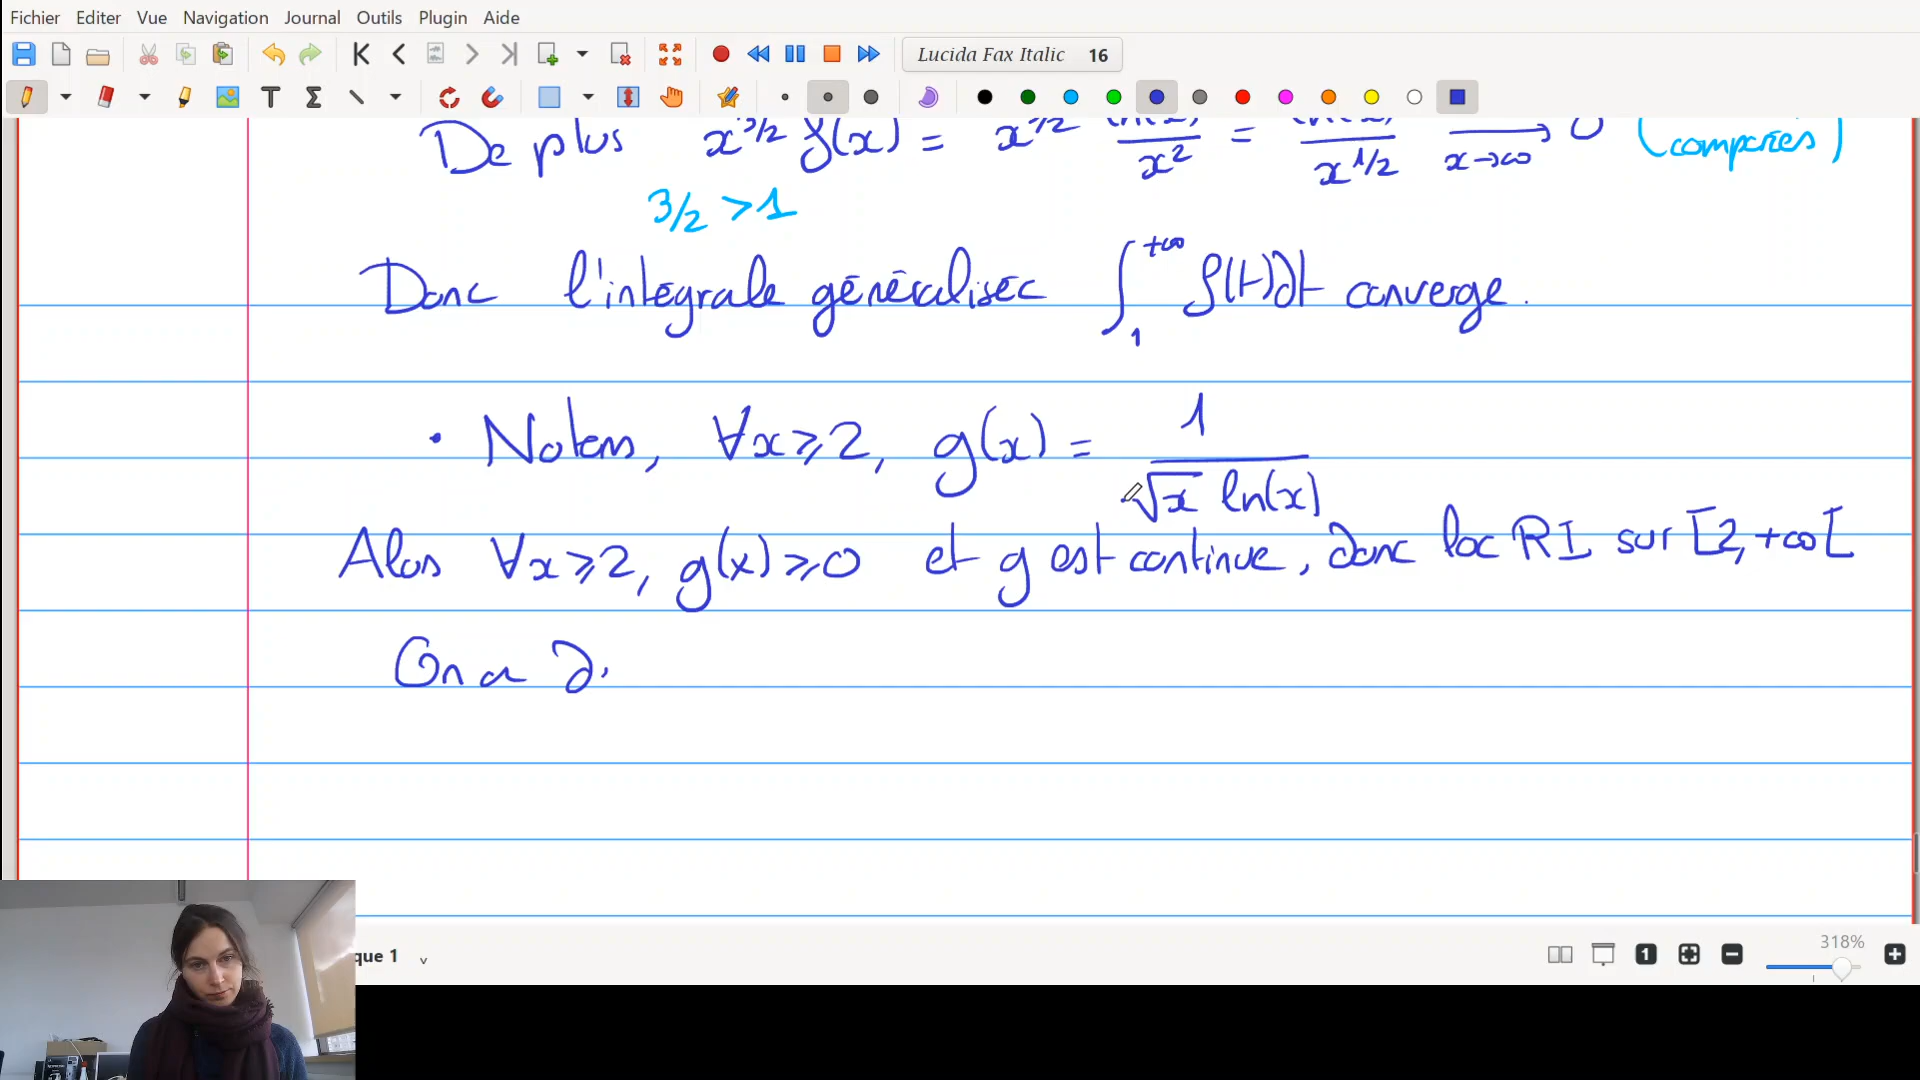 Fichier Editer Vue Navigation Journal Outils Plugin Aide
Lucida Fax Italic 16
De plus x^{3/2} f(x) = x^{3/2} ln(x)/x² = ln(x)/x^{1/2} ⟶ 0 (comparées)
x→∞
3/2 > 1
Donc l'intégrale généralisée ∫_1^{+∞} f(t)dt converge.
• Notons, ∀x⩾2, g(x) = 1/(√x ln(x))
Alors ∀x⩾2, g(x)⩾0 et g est continue, donc loc RI sur [2,+∞[
On a
que 1
318%